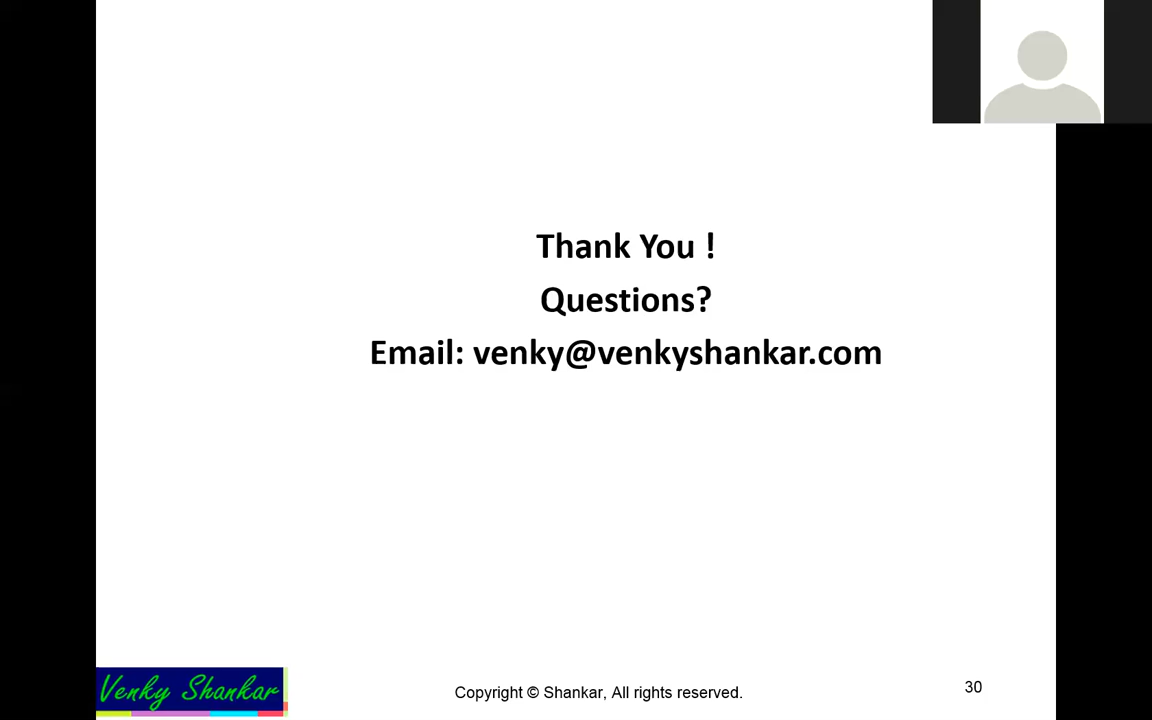 Thank You !
Questions?
Email: venky@venkyshankar.com
Venky Shankar
Copyright © Shankar, All rights reserved.
30